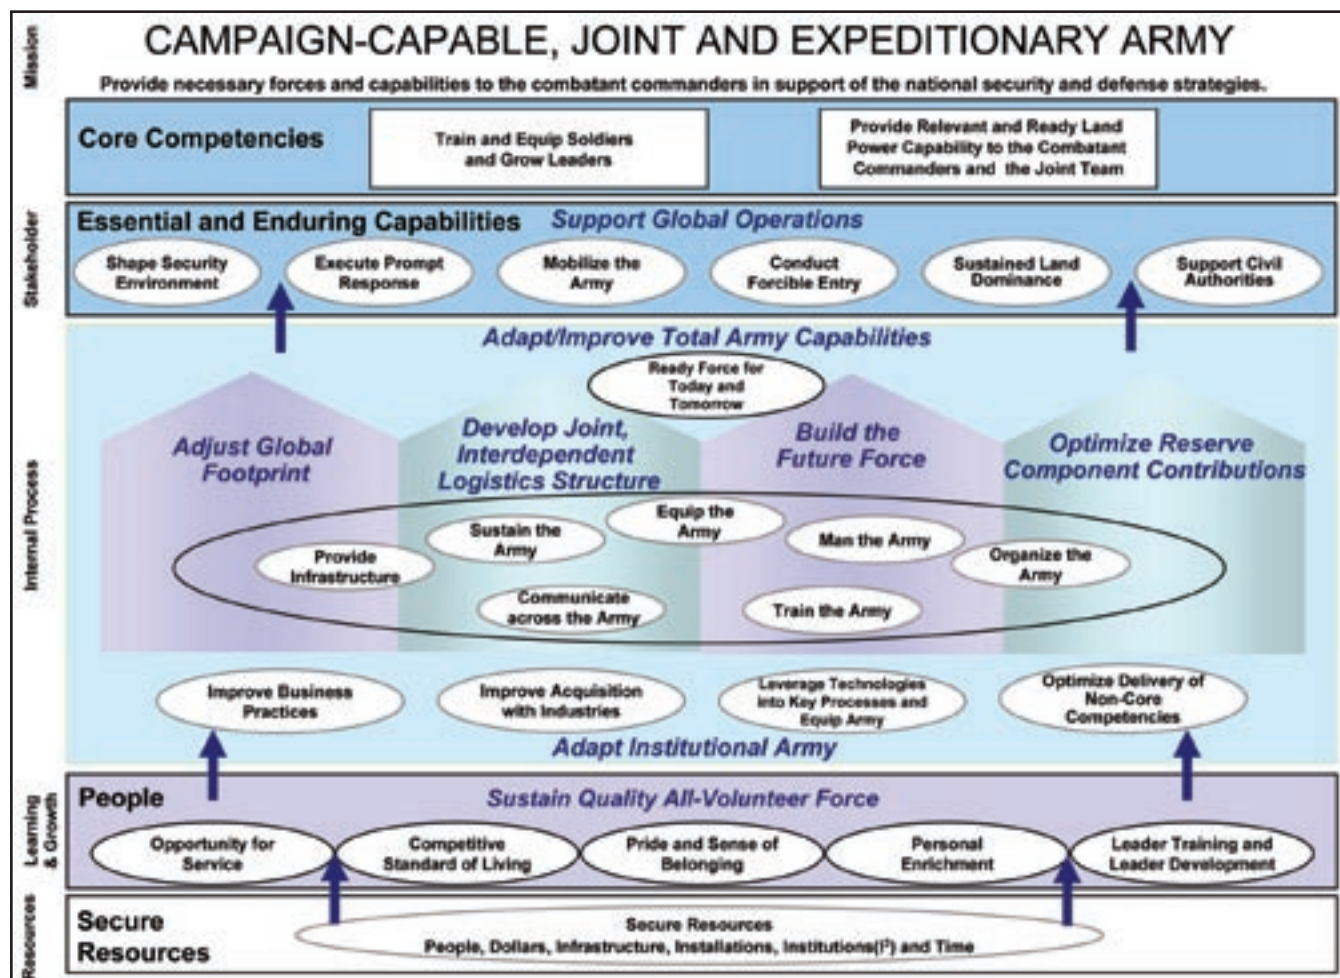 Mission
CAMPAIGN-CAPABLE, JOINT AND EXPEDITIONARY ARMY
Provide necessary forces and capabilities to the combatant commanders in support of the national security and defense strategies.
Core Competencies
Train and Equip Soldiers
and Grow Leaders
Provide Relevant and Ready Land
Power Capability to the Combatant
Commanders and the Joint Team
Stakeholder
Essential and Enduring Capabilities
Support Global Operations
Shape Security
Environment
Execute Prompt
Response
Mobilize the
Army
Conduct
Forcible Entry
Sustained Land
Dominance
Support Civil
Authorities
Internal Process
Adapt/Improve Total Army Capabilities
Ready Force for
Today and
Tomorrow
Adjust Global
Footprint
Develop Joint,
Interdependent
Logistics Structure
Build the
Future Force
Optimize Reserve
Component Contributions
Provide
Infrastructure
Sustain the
Army
Equip the
Army
Man the Army
Organize the
Army
Communicate
across the Army
Train the Army
Improve Business
Practices
Improve Acquisition
with Industries
Leverage Technologies
into Key Processes and
Equip Army
Optimize Delivery of
Non-Core
Competencies
Adapt Institutional Army
Learning
& Growth
People
Sustain Quality All-Volunteer Force
Opportunity for
Service
Competitive
Standard of Living
Pride and Sense of
Belonging
Personal
Enrichment
Leader Training and
Leader Development
Resources
Secure
Resources
Secure Resources
People, Dollars, Infrastructure, Installations, Institutions(I³) and Time